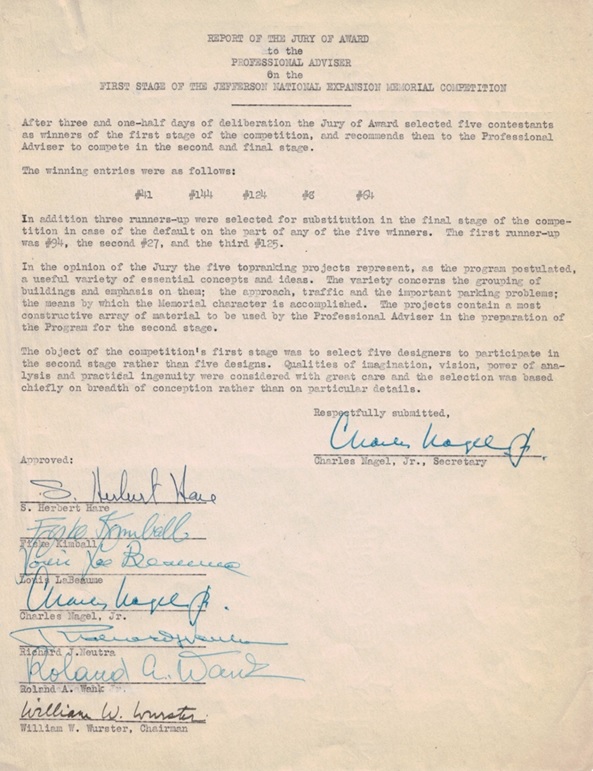 REPORT OF THE JURY OF AWARD
to the
PROFESSIONAL ADVISER
on the
FIRST STAGE OF THE JEFFERSON NATIONAL EXPANSION MEMORIAL COMPETITION
After three and one-half days of deliberation the Jury of Award selected five contestants
as winners of the first stage of the competition, and recommends them to the Professional
Adviser to compete in the second and final stage.
The winning entries were as follows:
#41 #144 #124 #8 #64
In addition three runners-up were selected for substitution in the final stage of the compe-
tition in case of the default on the part of any of the five winners. The first runner-up
was #94, the second #27, and the third #125.
In the opinion of the Jury the five topranking projects represent, as the program postulated,
a useful variety of essential concepts and ideas. The variety concerns the grouping of
buildings and emphasis on them; the approach, traffic and the important parking problems;
the means by which the Memorial character is accomplished. The projects contain a most
constructive array of material to be used by the Professional Adviser in the preparation of
the Program for the second stage.
The object of the competition's first stage was to select five designers to participate in
the second stage rather than five designs. Qualities of imagination, vision, power of ana-
lysis and practical ingenuity were considered with great care and the selection was based
chiefly on breadth of conception rather than on particular details.
Respectfully submitted,
Charles Nagel Jr.
Charles Nagel, Jr., Secretary
Approved:
S. Herbert Hare
S. Herbert Hare
Fiske Kimball
Fiske Kimball
Louis La Beaume
Louis LaBeaume
Charles Nagel Jr.
Charles Nagel, Jr.
Richard J. Neutra
Richard J.Neutra
Roland A. Wank
Roland A. Wank Jr.
William W. Wurster
William W. Wurster, Chairman